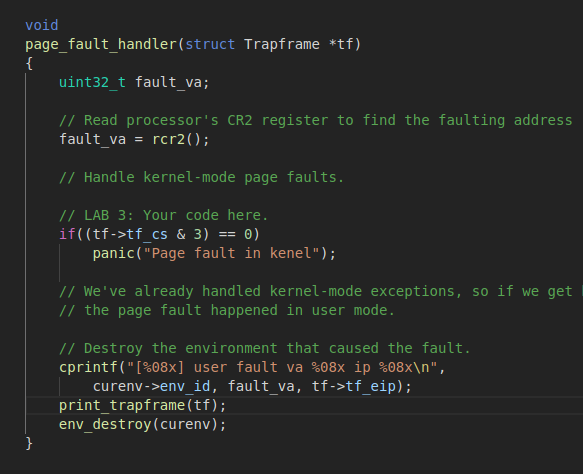 void
page_fault_handler(struct Trapframe *tf)
{
    uint32_t fault_va;

    // Read processor's CR2 register to find the faulting address
    fault_va = rcr2();

    // Handle kernel-mode page faults.

    // LAB 3: Your code here.
    if((tf->tf_cs & 3) == 0)
        panic("Page fault in kenel");

    // We've already handled kernel-mode exceptions, so if we get
    // the page fault happened in user mode.

    // Destroy the environment that caused the fault.
    cprintf("[%08x] user fault va %08x ip %08x\n",
        curenv->env_id, fault_va, tf->tf_eip);
    print_trapframe(tf);
    env_destroy(curenv);
}